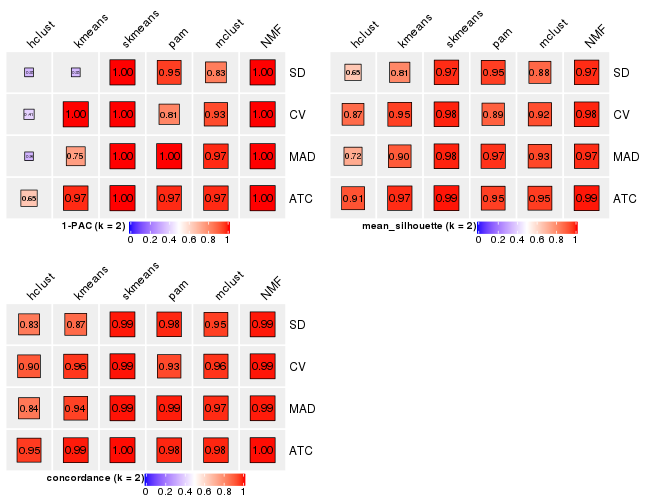 hclust kmeans skmeans pam mclust NMF
1.00 0.95 0.83 1.00 SD
1.00 1.00 0.81 0.93 1.00 CV
0.75 1.00 1.00 0.97 1.00 MAD
0.65 0.97 1.00 0.97 0.97 1.00 ATC
1-PAC (k = 2)
0 0.2 0.4 0.6 0.8 1
hclust kmeans skmeans pam mclust NMF
0.65 0.81 0.97 0.95 0.88 0.97 SD
0.87 0.95 0.98 0.89 0.92 0.98 CV
0.72 0.90 0.98 0.97 0.93 0.97 MAD
0.91 0.97 0.99 0.95 0.95 0.99 ATC
mean_silhouette (k = 2)
0 0.2 0.4 0.6 0.8 1
hclust kmeans skmeans pam mclust NMF
0.83 0.87 0.99 0.98 0.95 0.99 SD
0.90 0.96 0.99 0.93 0.96 0.99 CV
0.84 0.94 0.99 0.99 0.97 0.99 MAD
0.95 0.99 1.00 0.98 0.98 1.00 ATC
concordance (k = 2)
0 0.2 0.4 0.6 0.8 1